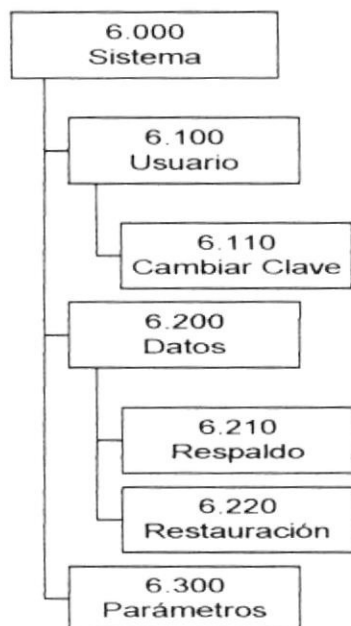 6.000
Sistema
6.100
Usuario
6.110
Cambiar Clave
6.200
Datos
6.210
Respaldo
6.220
Restauración
6.300
Parámetros